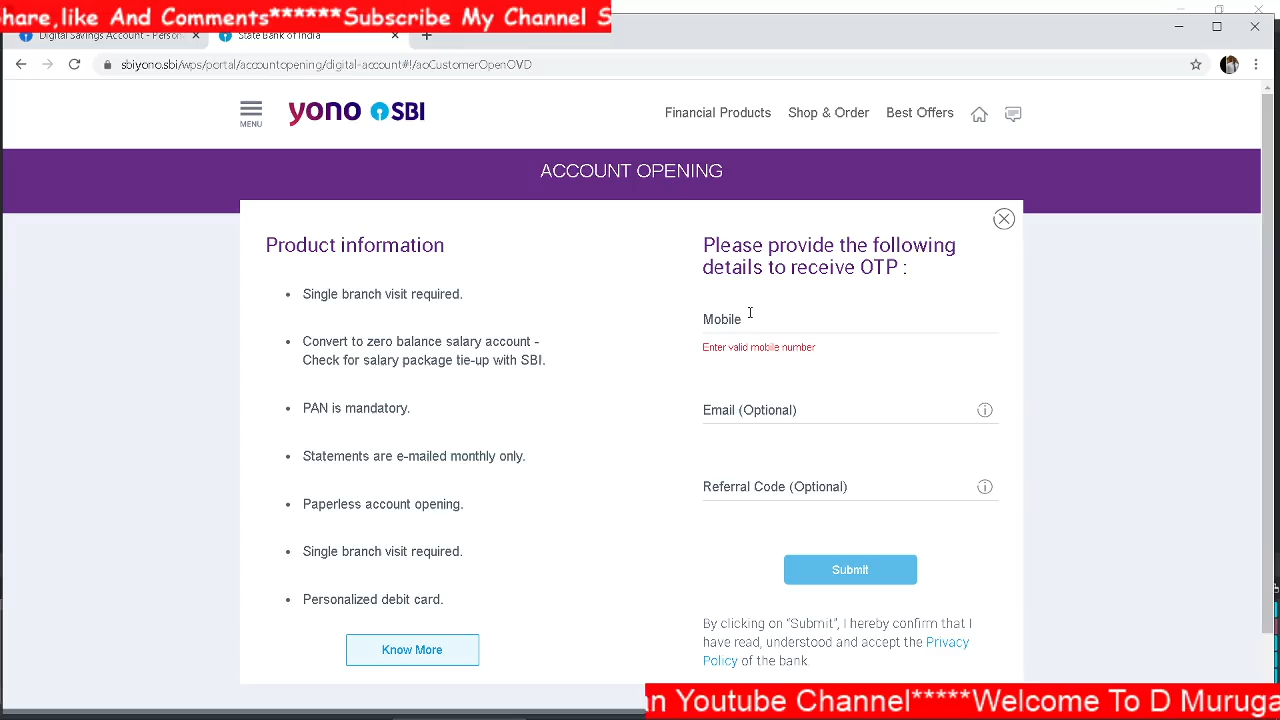 Share,like And Comments******Subscribe My Channel S
Digital Savings Account - Person
State Bank of India
sbiyono.sbi/wps/portal/accountopening/digital-account#!/aoCustomerOpenOVD
MENU
yono SBI
Financial Products
Shop & Order
Best Offers
ACCOUNT OPENING
Product information
• Single branch visit required.
• Convert to zero balance salary account -
Check for salary package tie-up with SBI.
• PAN is mandatory.
• Statements are e-mailed monthly only.
• Paperless account opening.
• Single branch visit required.
• Personalized debit card.
Know More
Please provide the following
details to receive OTP :
Mobile
Enter valid mobile number
Email (Optional)
Referral Code (Optional)
Submit
By clicking on “Submit”, I hereby confirm that I
have read, understood and accept the Privacy
Policy of the bank.
an Youtube Channel*****Welcome To D Muruga